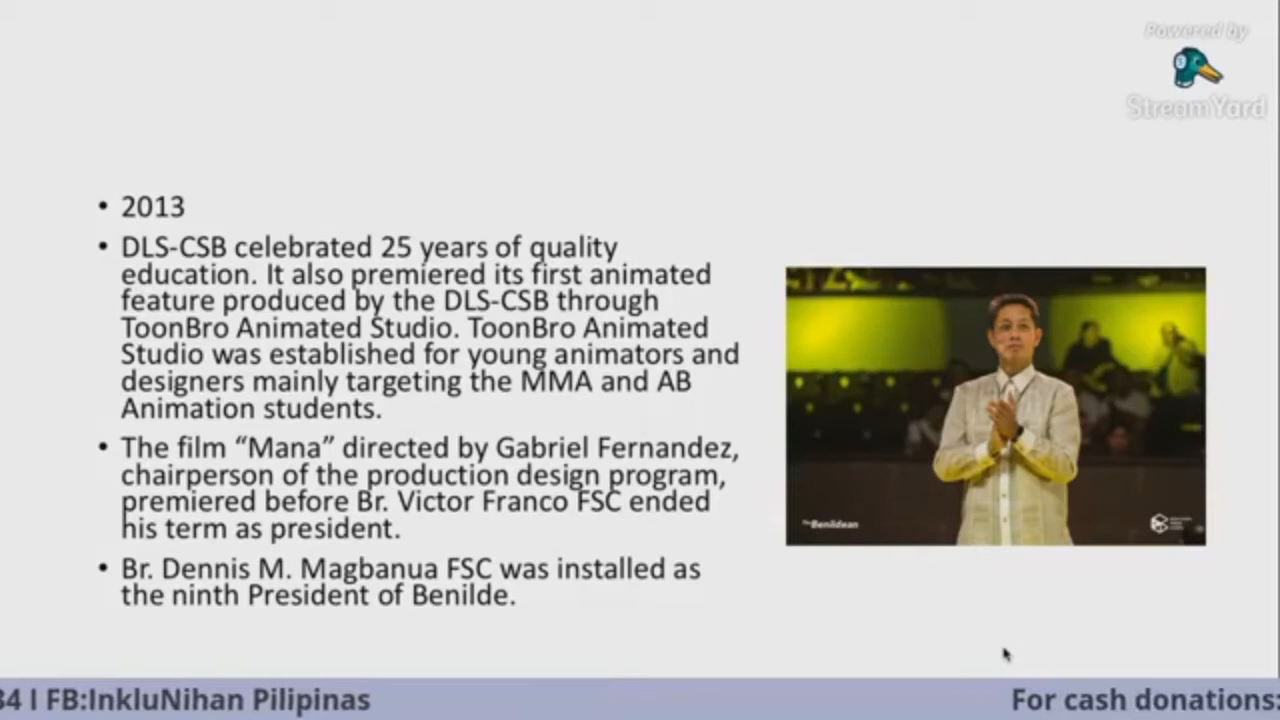 Powered by
StreamYard
• 2013
• DLS-CSB celebrated 25 years of quality
education. It also premiered its first animated
feature produced by the DLS-CSB through
ToonBro Animated Studio. ToonBro Animated
Studio was established for young animators and
designers mainly targeting the MMA and AB
Animation students.
• The film “Mana” directed by Gabriel Fernandez,
chairperson of the production design program,
premiered before Br. Victor Franco FSC ended
his term as president.
• Br. Dennis M. Magbanua FSC was installed as
the ninth President of Benilde.
The Benildean
34 I FB:InkluNihan Pilipinas
For cash donations: